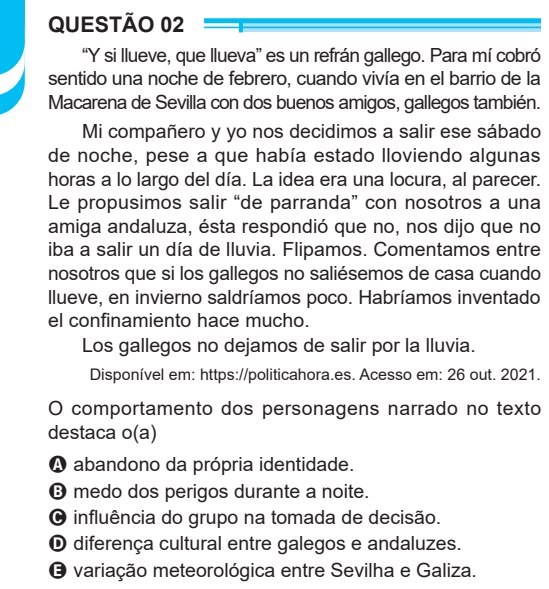 QUESTÃO 02
“Y si llueve, que llueva” es un refrán gallego. Para mí cobró
sentido una noche de febrero, cuando vivía en el barrio de la
Macarena de Sevilla con dos buenos amigos, gallegos también.
Mi compañero y yo nos decidimos a salir ese sábado
de noche, pese a que había estado lloviendo algunas
horas a lo largo del día. La idea era una locura, al parecer.
Le propusimos salir “de parranda” con nosotros a una
amiga andaluza, ésta respondió que no, nos dijo que no
iba a salir un día de lluvia. Flipamos. Comentamos entre
nosotros que si los gallegos no saliésemos de casa cuando
llueve, en invierno saldríamos poco. Habríamos inventado
el confinamiento hace mucho.
Los gallegos no dejamos de salir por la lluvia.
Disponível em: https://politicahora.es. Acesso em: 26 out. 2021.
O comportamento dos personagens narrado no texto
destaca o(a)
A abandono da própria identidade.
B medo dos perigos durante a noite.
C influência do grupo na tomada de decisão.
D diferença cultural entre galegos e andaluzes.
E variação meteorológica entre Sevilha e Galiza.